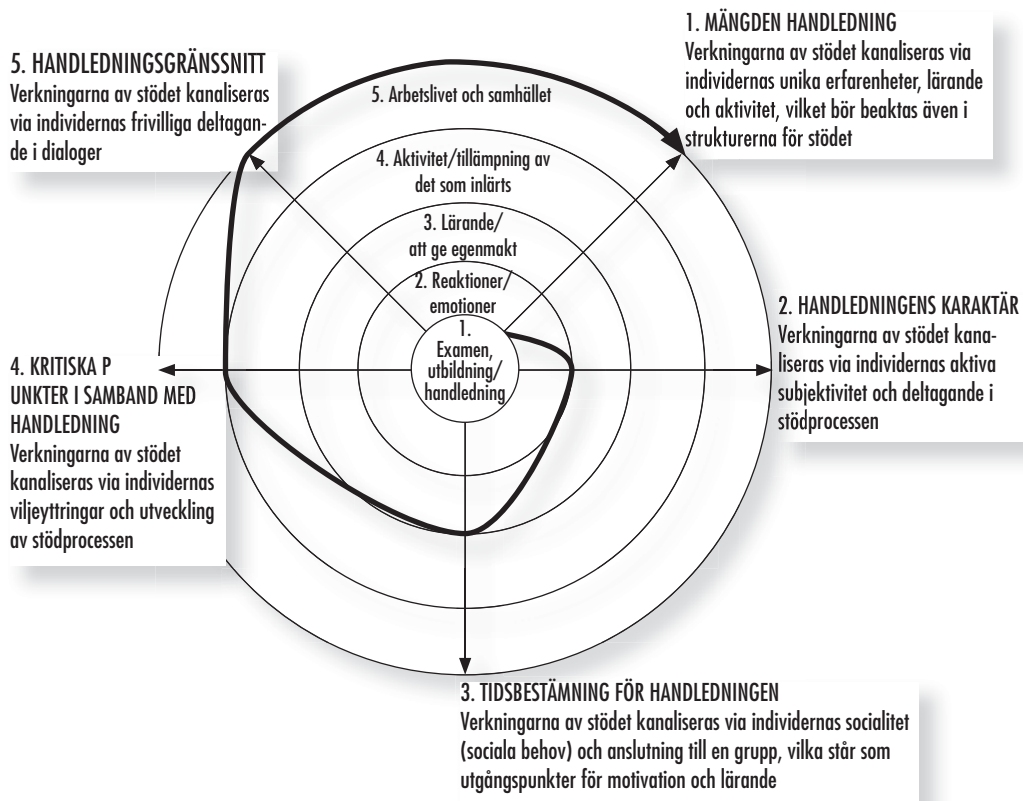 1. MÄNGDEN HANDLEDNING
Verkningarna av stödet kanaliseras via
individernas unika erfarenheter, lärande
och aktivitet, vilket bör beaktas även i
strukturerna för stödet
5. HANDLEDNINGSGRÄNSSNITT
Verkningarna av stödet kanaliseras
via individernas frivilliga deltagan-
de i dialoger
5. Arbetslivet och samhället
4. Aktivitet/tillämpning av
det som inlärts
3. Lärande/
att ge egenmakt
2. Reaktioner/
emotioner
1.
Examen,
utbildning/
handledning
2. HANDLEDNINGENS KARAKTÄR
Verkningarna av stödet kana-
liseras via individernas aktiva
subjektivitet och deltagande i
stödprocessen
4. KRITISKA P
UNKTER I SAMBAND MED
HANDLEDNING
Verkningarna av stödet
kanaliseras via individernas
viljeyttringar och utveckling
av stödprocessen
3. TIDSBESTÄMNING FÖR HANDLEDNINGEN
Verkningarna av stödet kanaliseras via individernas socialitet
(sociala behov) och anslutning till en grupp, vilka står som
utgångspunkter för motivation och lärande